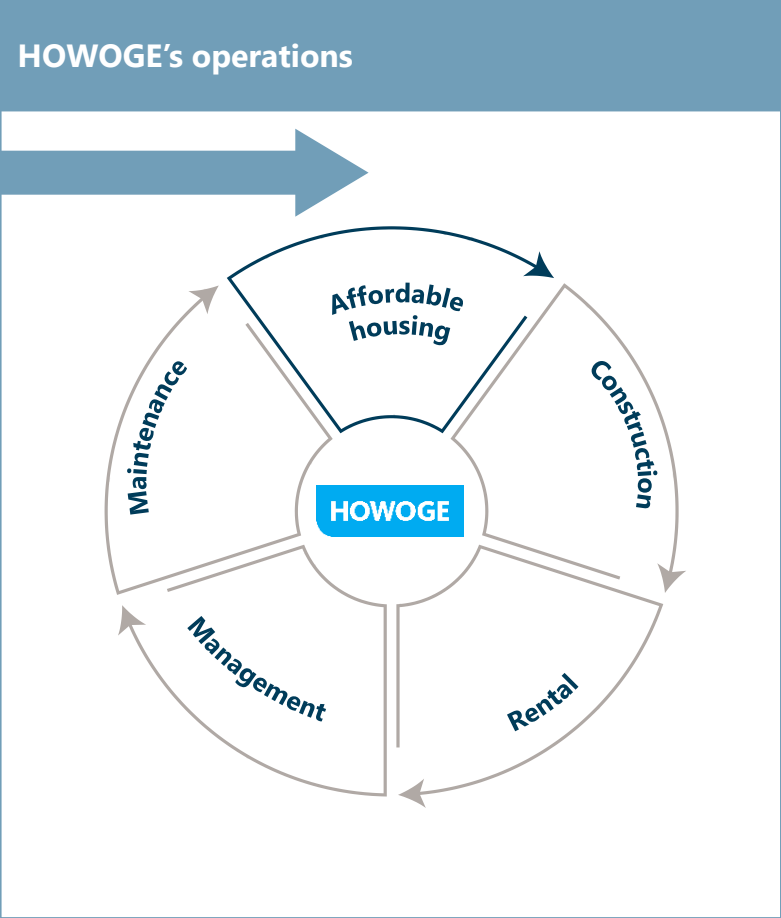 HOWOGE’s operations
Affordable
housing
Construction
Rental
Management
Maintenance
HOWOGE